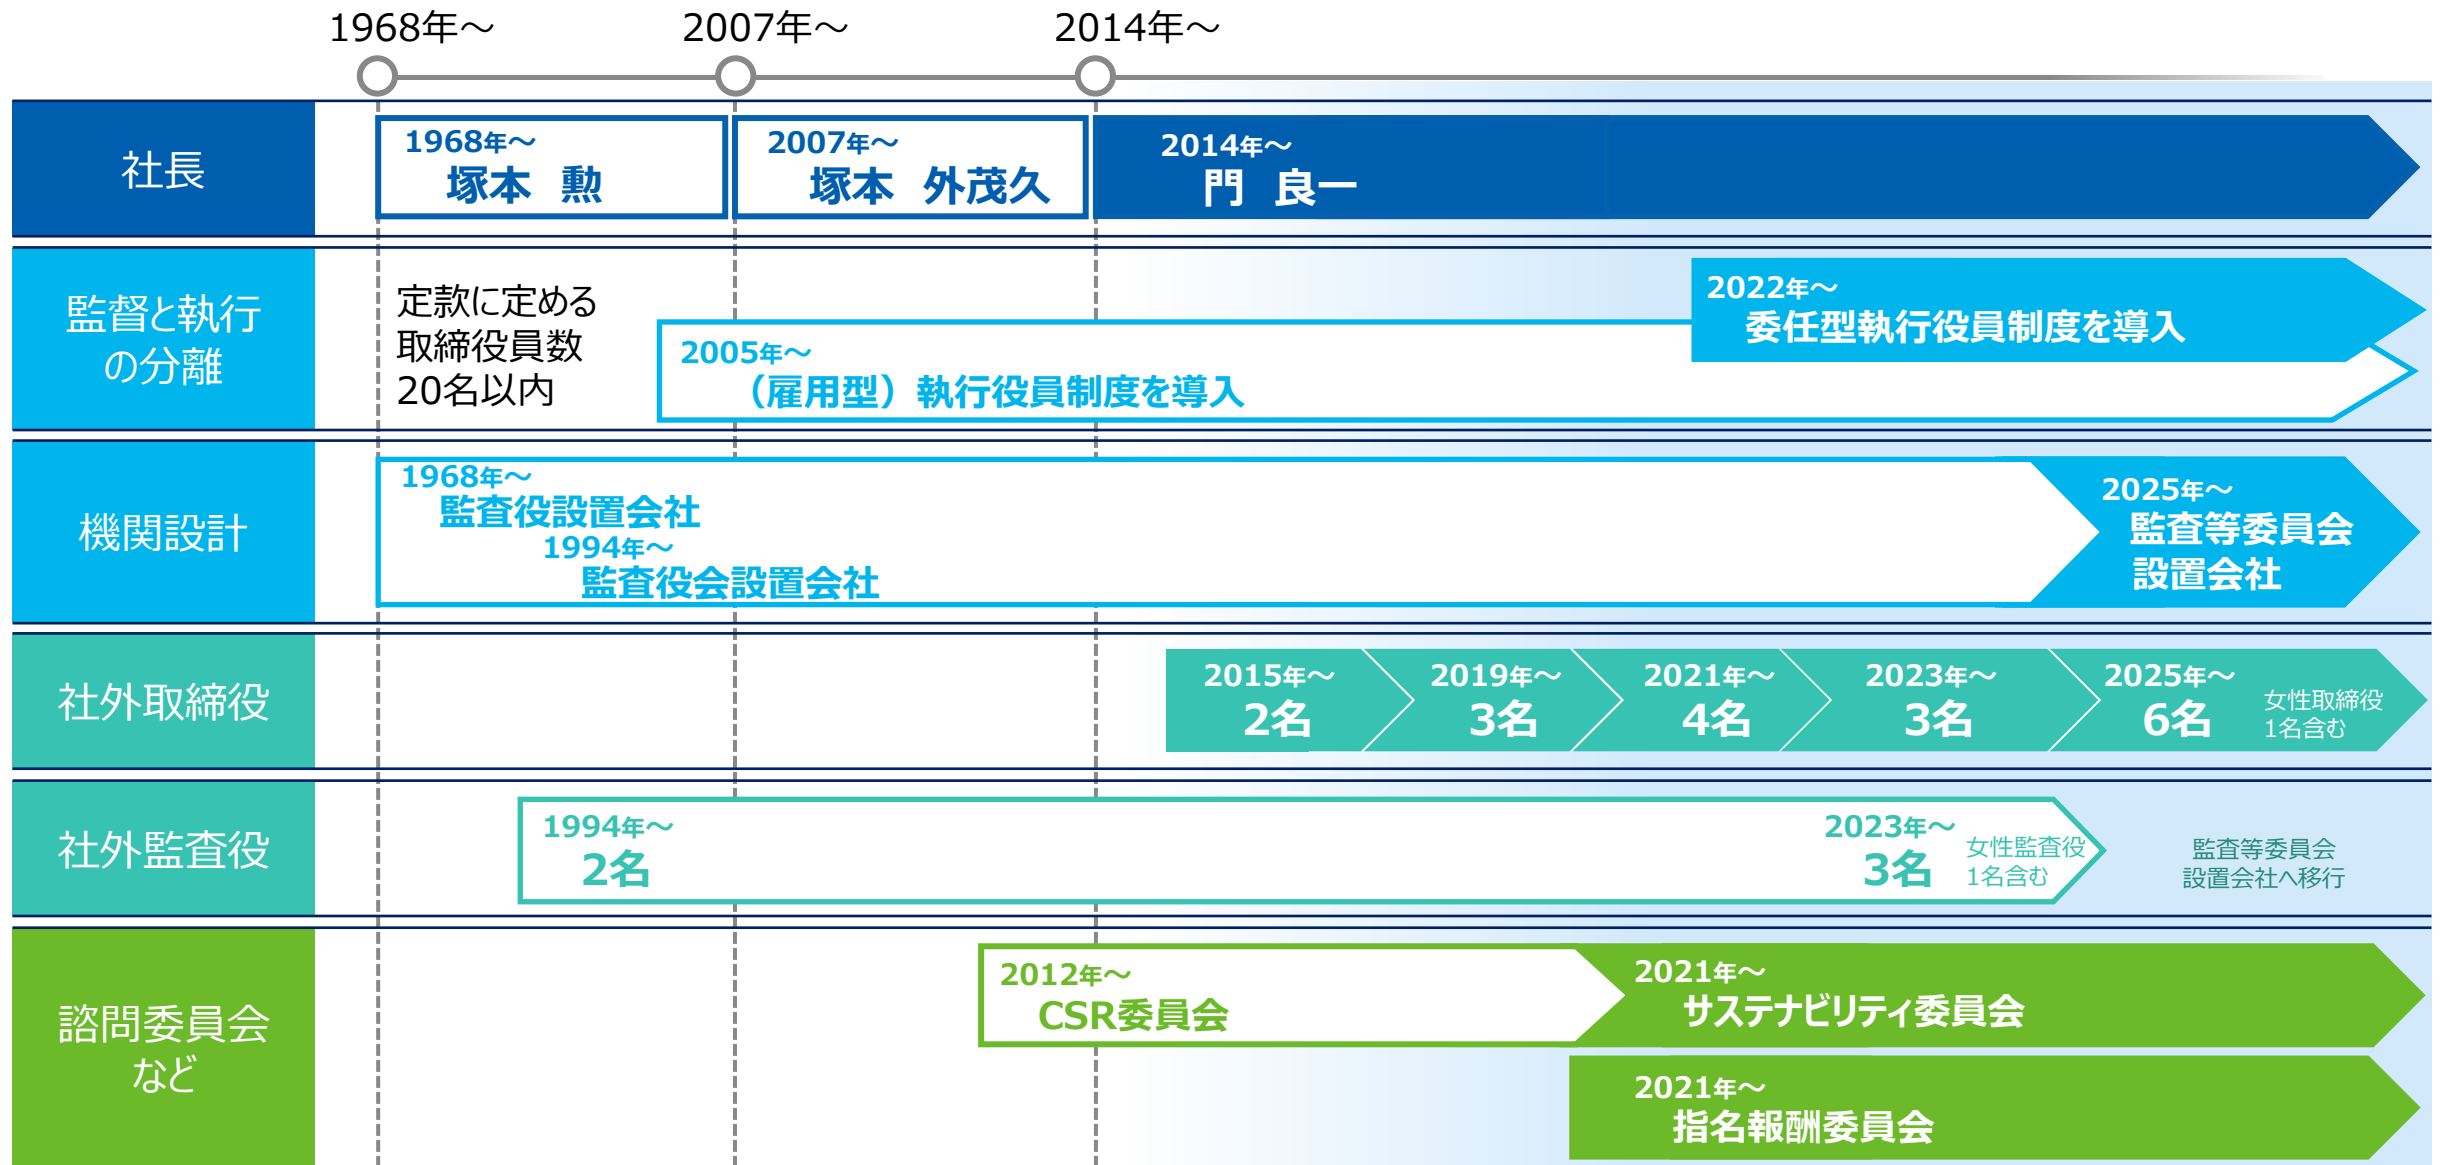 1968年～
2007年～
2014年～
社長
1968年～
塚本　勲
2007年～
塚本　外茂久
2014年～
門　良一
監督と執行
の分離
定款に定める
取締役員数
20名以内
2005年～
（雇用型）執行役員制度を導入
2022年～
委任型執行役員制度を導入
機関設計
1968年～
監査役設置会社
1994年～
監査役会設置会社
2025年～
監査等委員会
設置会社
社外取締役
2015年～
2名
2019年～
3名
2021年～
4名
2023年～
3名
2025年～
6名
女性取締役
1名含む
社外監査役
1994年～
2名
2023年～
3名
女性監査役
1名含む
監査等委員会
設置会社へ移行
諮問委員会
など
2012年～
CSR委員会
2021年～
サステナビリティ委員会
2021年～
指名報酬委員会